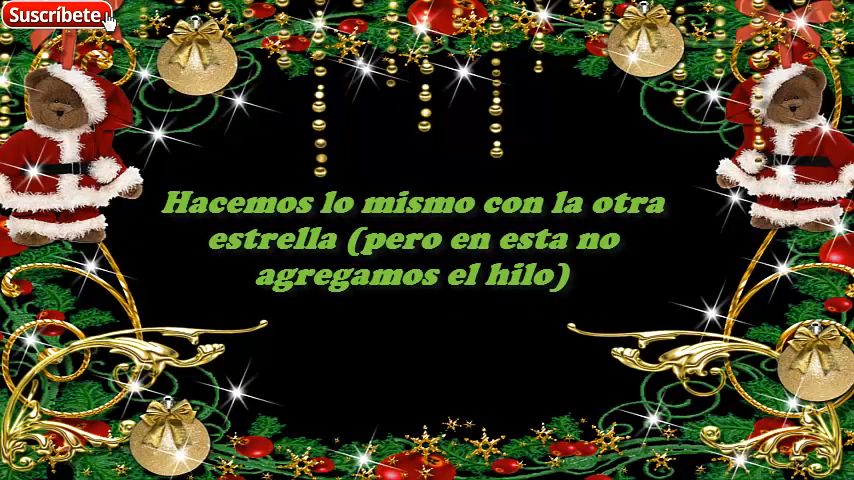 Suscríbete
Hacemos lo mismo con la otra
estrella (pero en esta no
agregamos el hilo)